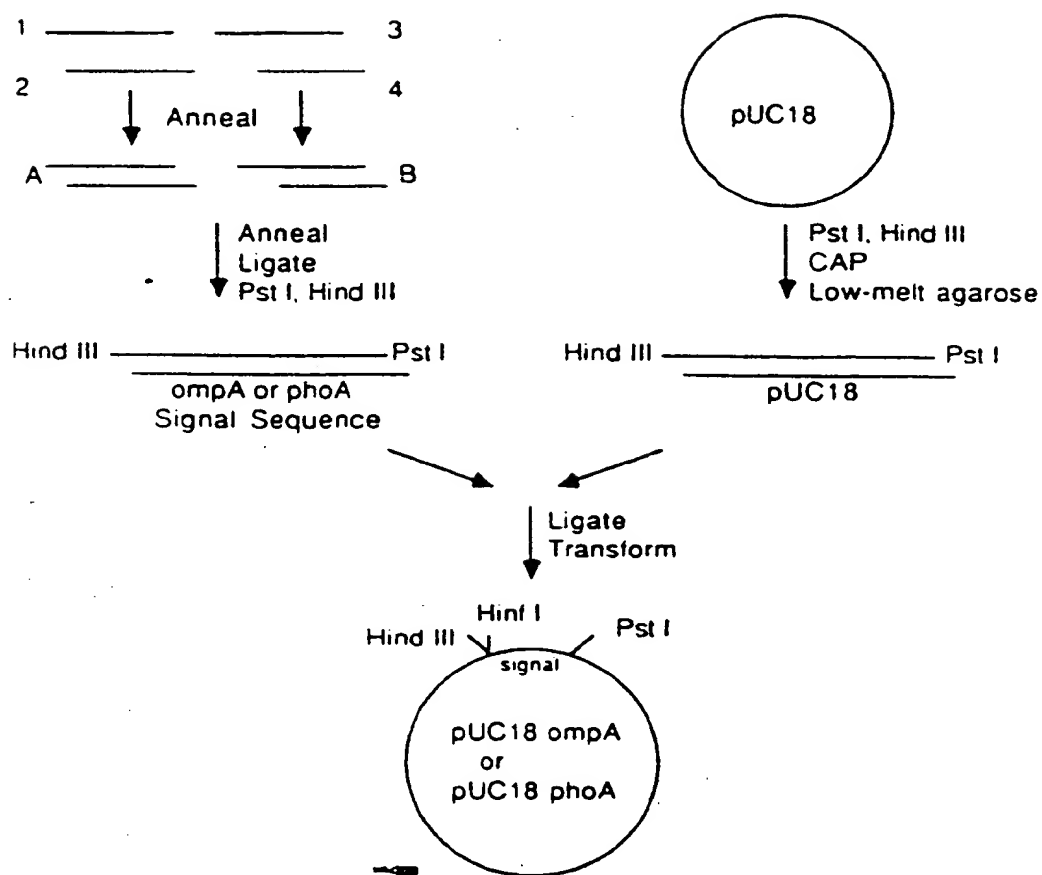 1
3
2
4
Anneal
A
B
Anneal
Ligate
Pst I, Hind III
pUC18
Pst I, Hind III
CAP
Low-melt agarose
Hind III
Pst I
ompA or phoA
Signal Sequence
Hind III
Pst I
pUC18
Ligate
Transform
Hinf I
Hind III
Pst I
signal
pUC18 ompA
or
pUC18 phoA